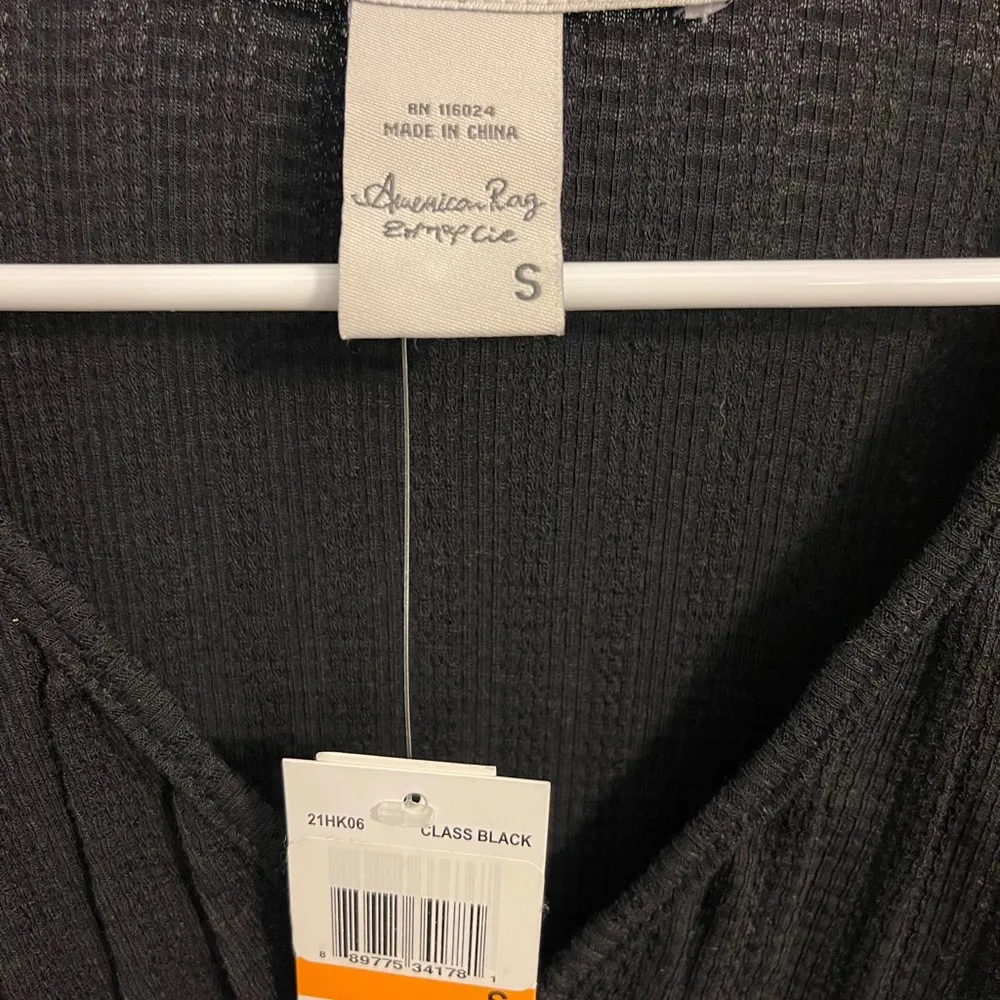 RN 116024
MADE IN CHINA
American Rag
Cie
S
21HK06
CLASS BLACK
8 89775 34178 1
S